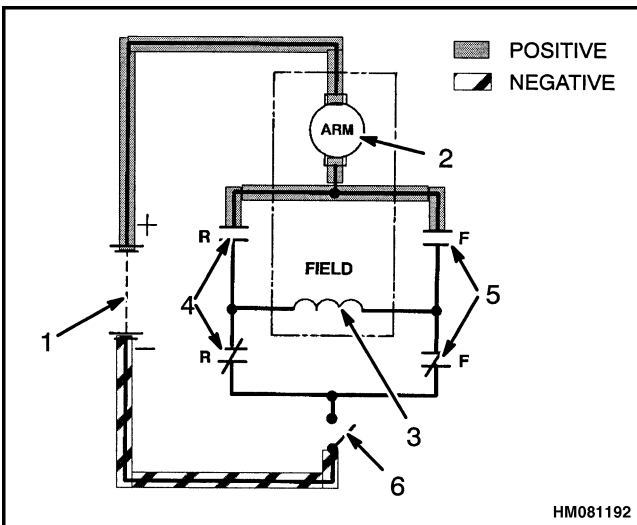 POSITIVE
NEGATIVE
ARM
2
+
R
F
FIELD
4
5
1
−
R
F
3
6
HM081192